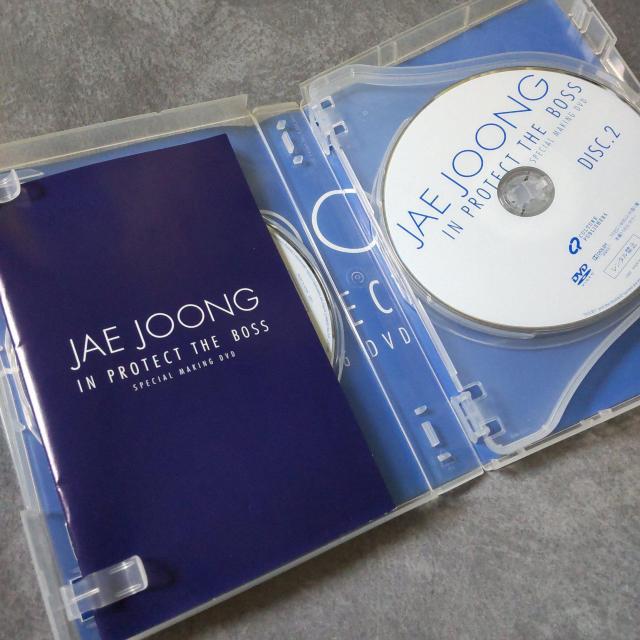 JAE JOONG
IN PROTECT THE BOSS
SPECIAL MAKING DVD
JAE JOONG
IN PROTECT THE BOSS
SPECIAL MAKING DVD
DISC.2
DVD
DVD